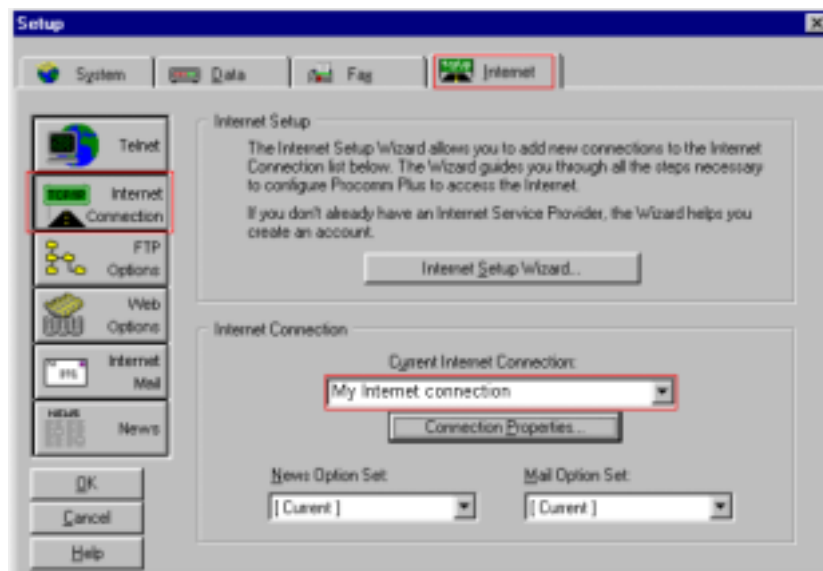 Setup
System
Data
Fax
Internet
Telnet
Internet
Connection
FTP
Options
Web
Options
Internet
Mail
NEWS
News
OK
Cancel
Help
Internet Setup
The Internet Setup Wizard allows you to add new connections to the Internet
Connection list below. The Wizard guides you through all the steps necessary
to configure Procomm Plus to access the Internet.
If you don't already have an Internet Service Provider, the Wizard helps you
create an account.
Internet Setup Wizard...
Internet Connection
Current Internet Connection:
My Internet connection
Connection Properties...
News Option Set:
Mail Option Set:
[ Current ]
[ Current ]